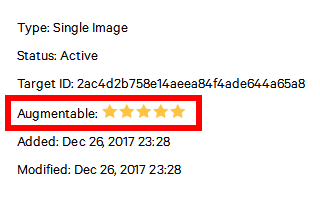 Type: Single Image
Status: Active
Target ID: 2ac4d2b758e14aeea84f4ade644a65a8
Augmentable:
Added: Dec 26, 2017 23:28
Modified: Dec 26, 2017 23:28